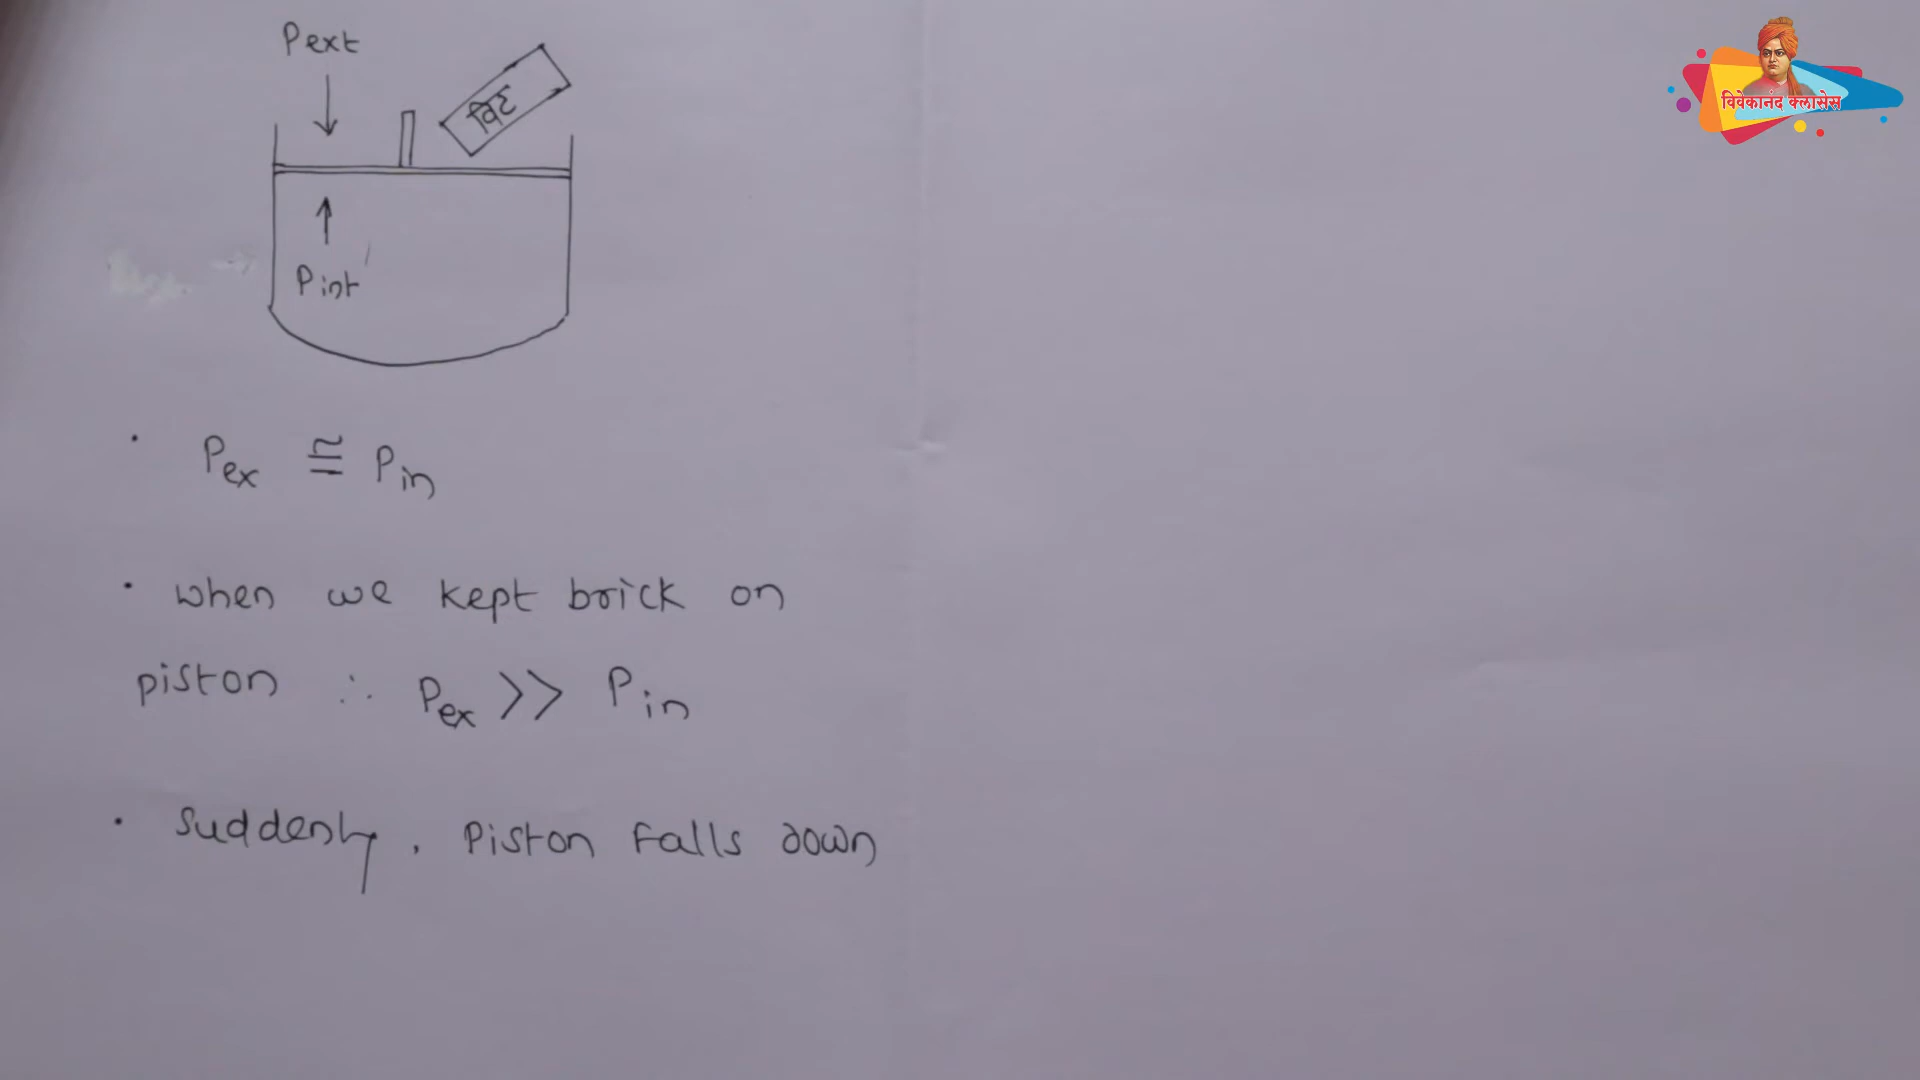 Pext
विट
Pint
विवेकानंद क्लासेस
· Pex ≅ Pin
· when we kept brick on
piston ∴ Pex >> Pin
· Suddenly, Piston Falls down